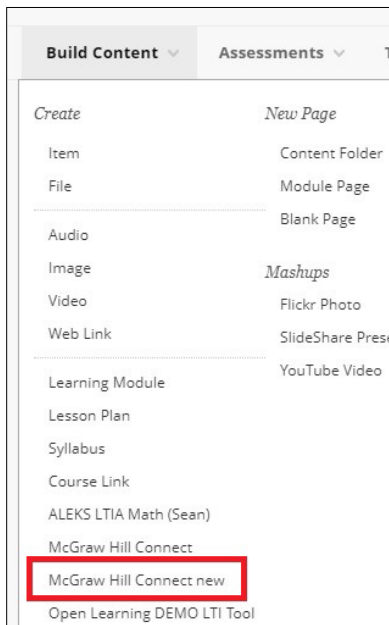 Build Content
Assessments
Create
Item
File
Audio
Image
Video
Web Link
Learning Module
Lesson Plan
Syllabus
Course Link
ALEKS LTIA Math (Sean)
McGraw Hill Connect
McGraw Hill Connect new
Open Learning DEMO LTI Tool
New Page
Content Folder
Module Page
Blank Page
Mashups
Flickr Photo
SlideShare
YouTube Video